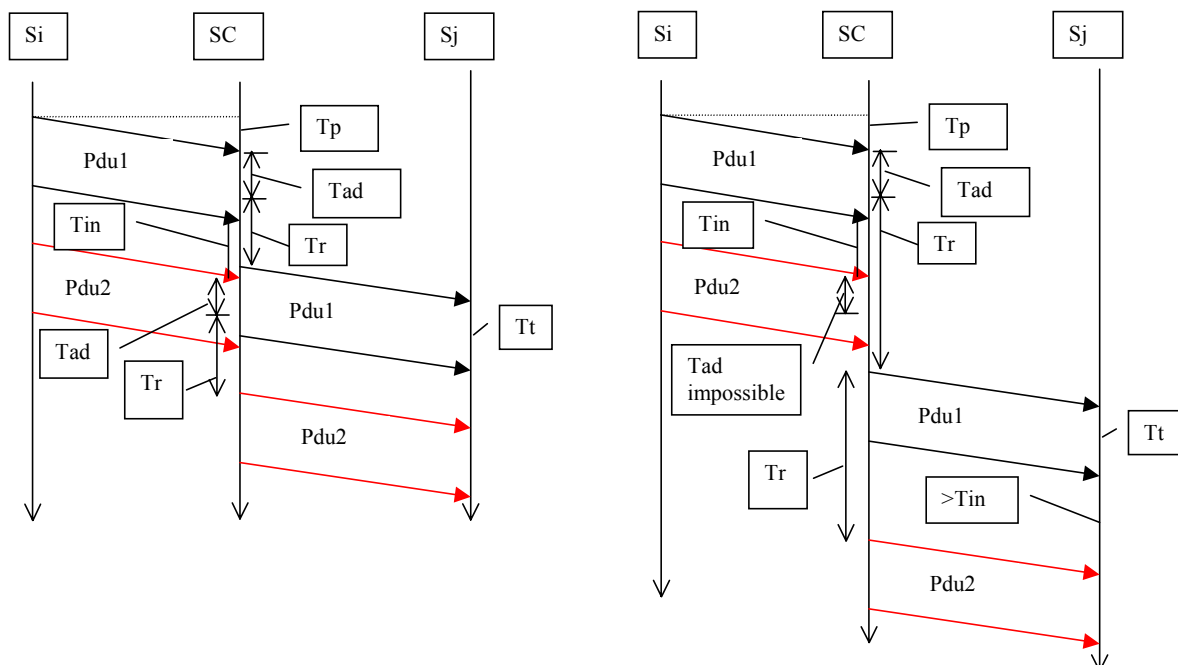 Si
SC
Sj
Tp
Pdu1
Tad
Tin
Tr
Pdu2
Pdu1
Tt
Tad
Tr
Pdu2
Si
SC
Sj
Tp
Pdu1
Tad
Tin
Tr
Pdu2
Tad
impossible
Pdu1
Tt
Tr
>Tin
Pdu2